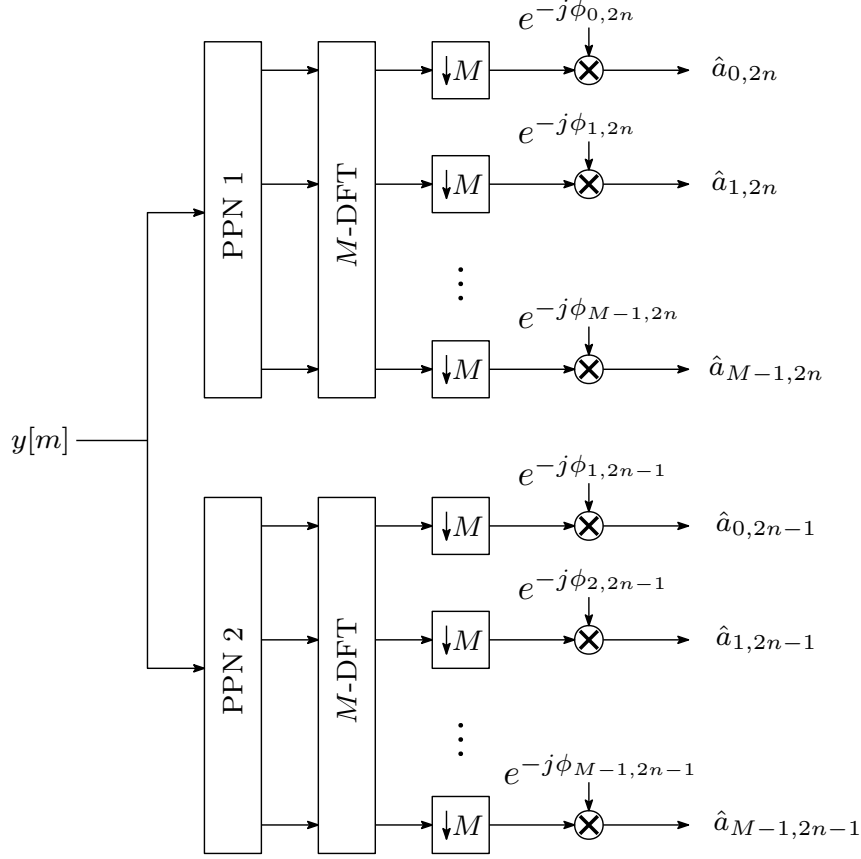 e^{-jϕ_{0,2n}}
↓M
â_{0,2n}
e^{-jϕ_{1,2n}}
↓M
â_{1,2n}
PPN 1
M-DFT
⋮
e^{-jϕ_{M−1,2n}}
↓M
â_{M−1,2n}
y[m]
e^{-jϕ_{1,2n−1}}
↓M
â_{0,2n−1}
e^{-jϕ_{2,2n−1}}
↓M
â_{1,2n−1}
PPN 2
M-DFT
⋮
e^{-jϕ_{M−1,2n−1}}
↓M
â_{M−1,2n−1}